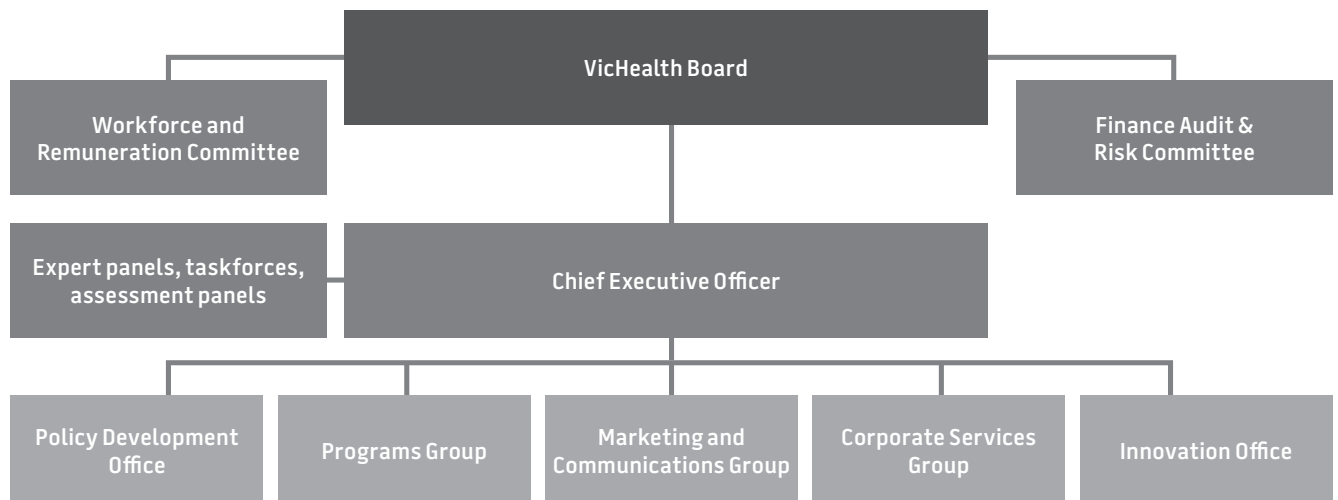 VicHealth Board
Workforce and
Remuneration Committee
Finance Audit &
Risk Committee
Expert panels, taskforces,
assessment panels
Chief Executive Officer
Policy Development
Office
Programs Group
Marketing and
Communications Group
Corporate Services
Group
Innovation Office